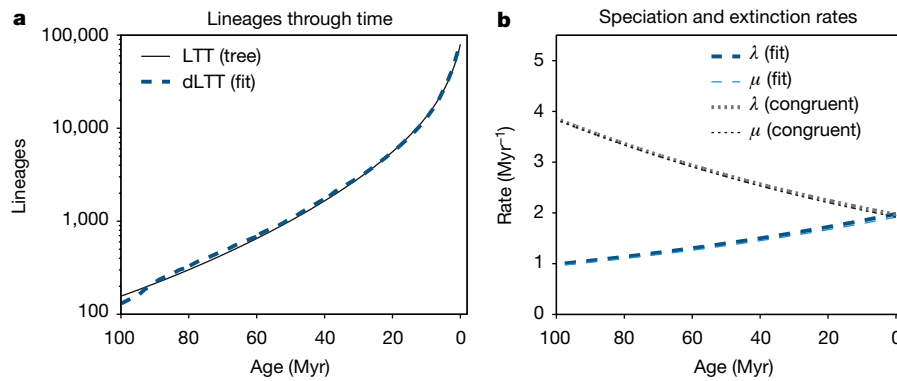 a
Lineages through time
100,000
10,000
1,000
100
Lineages
LTT (tree)
dLTT (fit)
100
80
60
40
20
0
Age (Myr)
b
Speciation and extinction rates
5
4
3
2
1
0
Rate (Myr⁻¹)
λ (fit)
μ (fit)
λ (congruent)
μ (congruent)
100
80
60
40
20
0
Age (Myr)